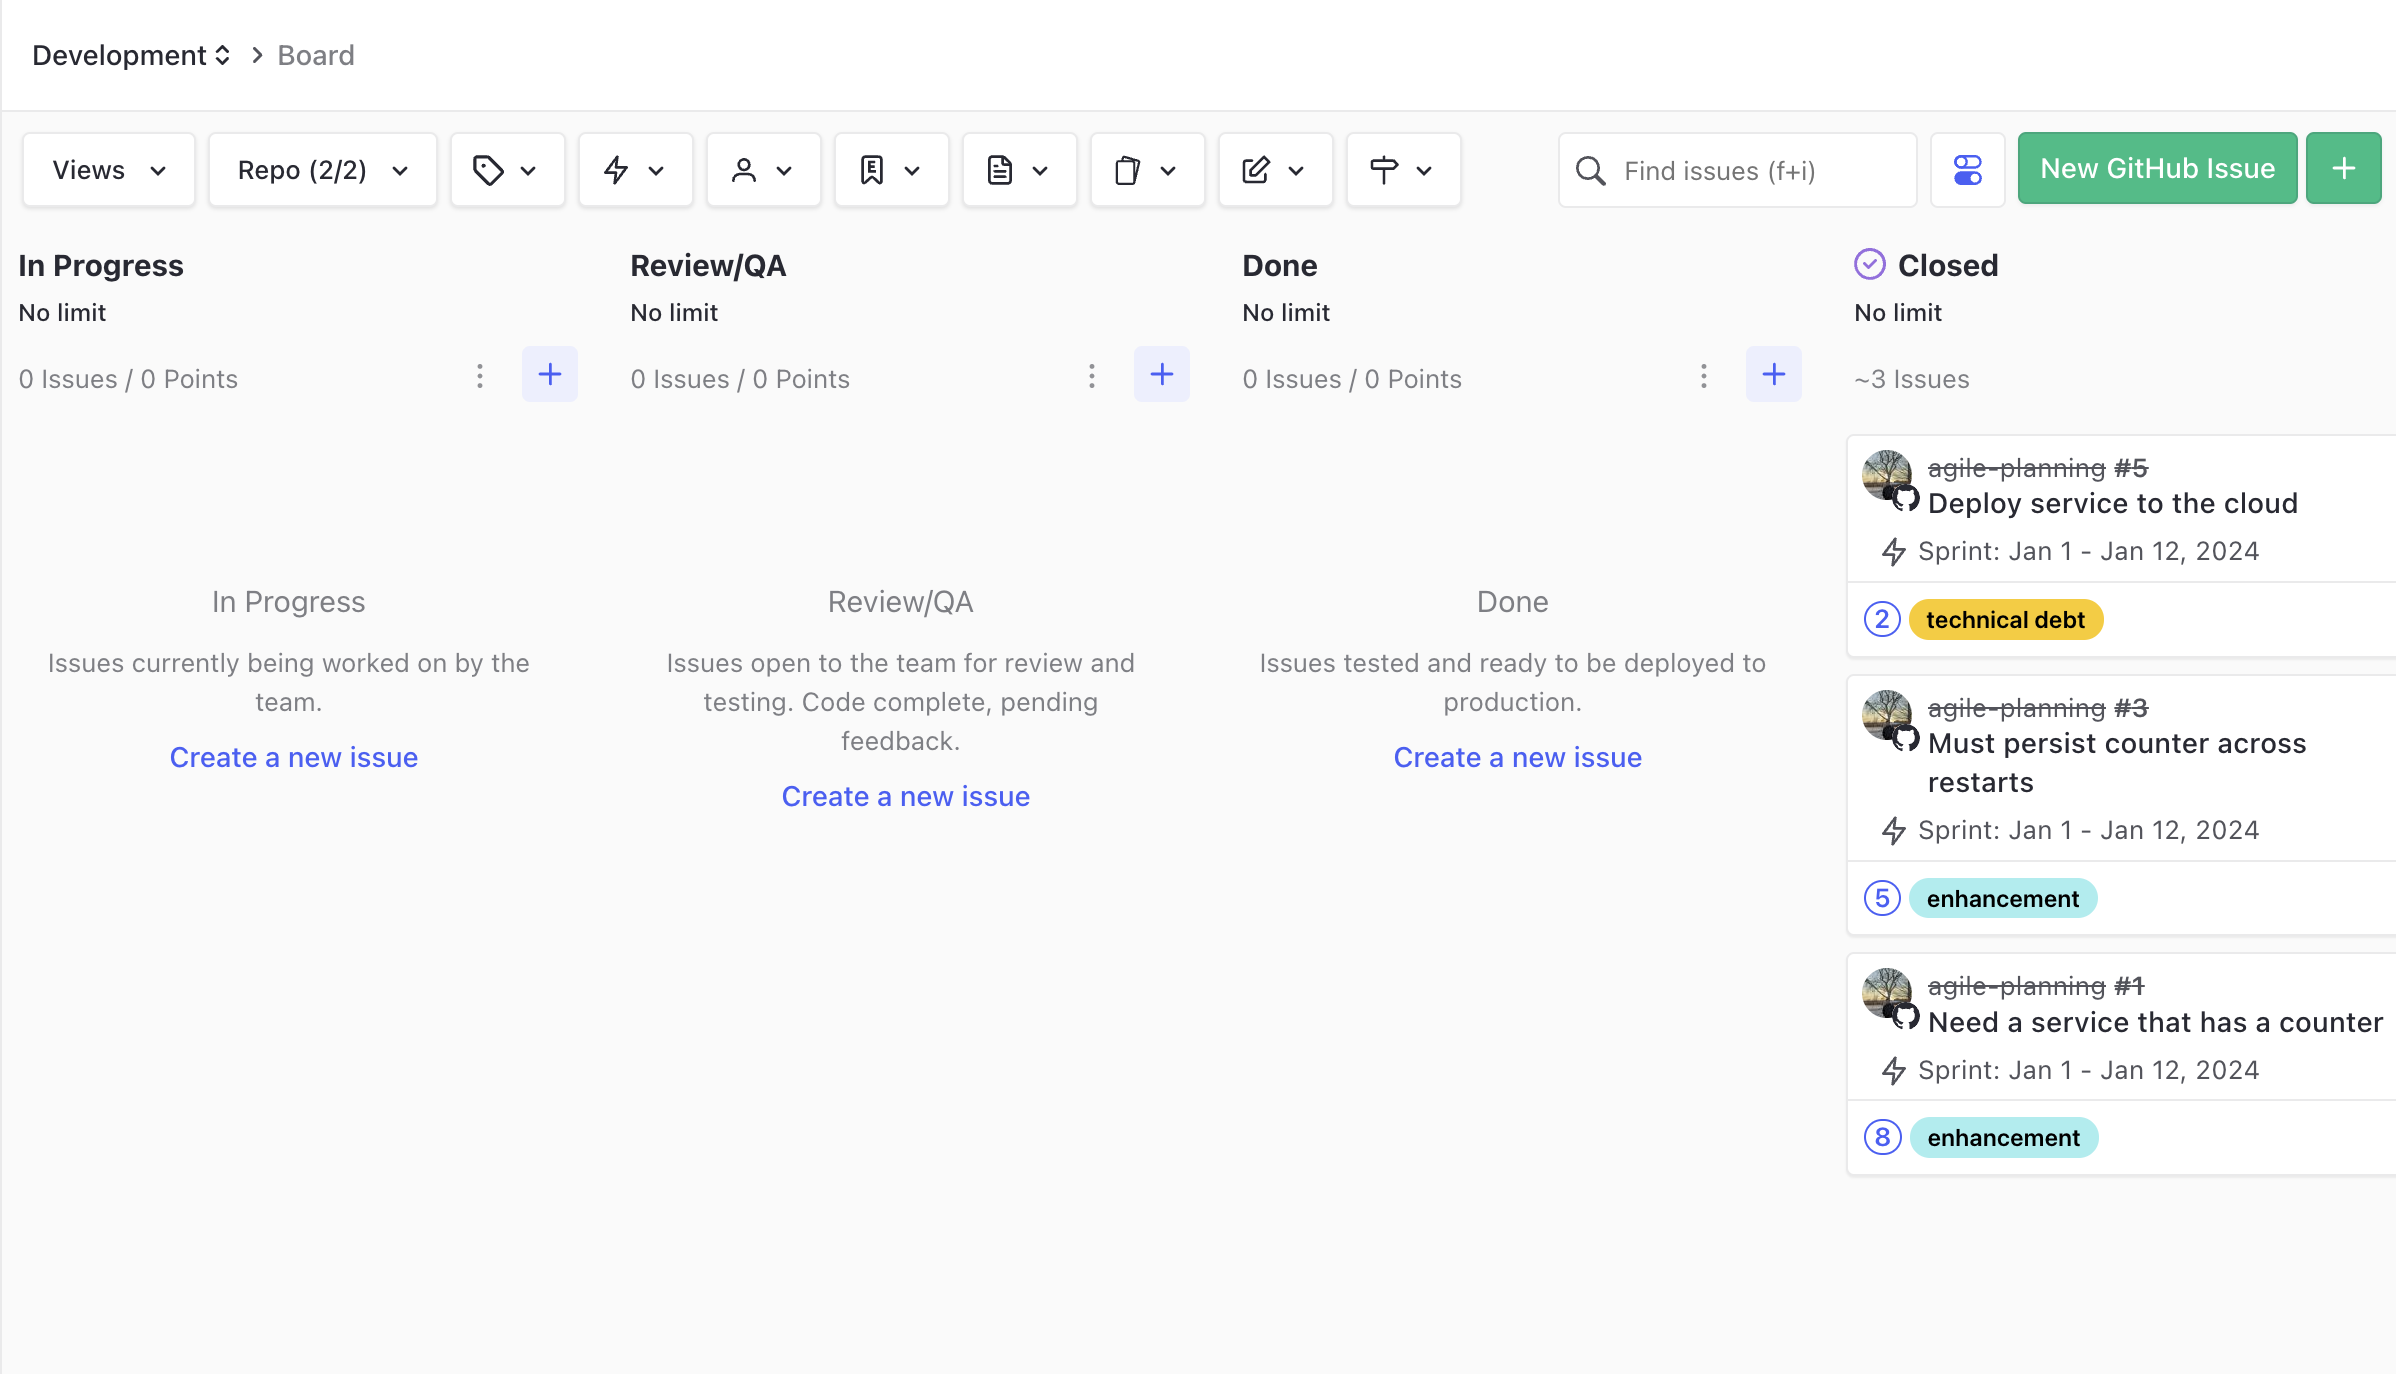 Development > Board
Views
Repo (2/2)
Find issues (f+i)
New GitHub Issue
+
In Progress
No limit
0 Issues / 0 Points
+
In Progress
Issues currently being worked on by the
team.
Create a new issue
Review/QA
No limit
0 Issues / 0 Points
+
Review/QA
Issues open to the team for review and
testing. Code complete, pending
feedback.
Create a new issue
Done
No limit
0 Issues / 0 Points
+
Done
Issues tested and ready to be deployed to
production.
Create a new issue
Closed
No limit
~3 Issues
agile-planning #5
Deploy service to the cloud
Sprint: Jan 1 - Jan 12, 2024
2 technical debt
agile-planning #3
Must persist counter across
restarts
Sprint: Jan 1 - Jan 12, 2024
5 enhancement
agile-planning #1
Need a service that has a counter
Sprint: Jan 1 - Jan 12, 2024
8 enhancement